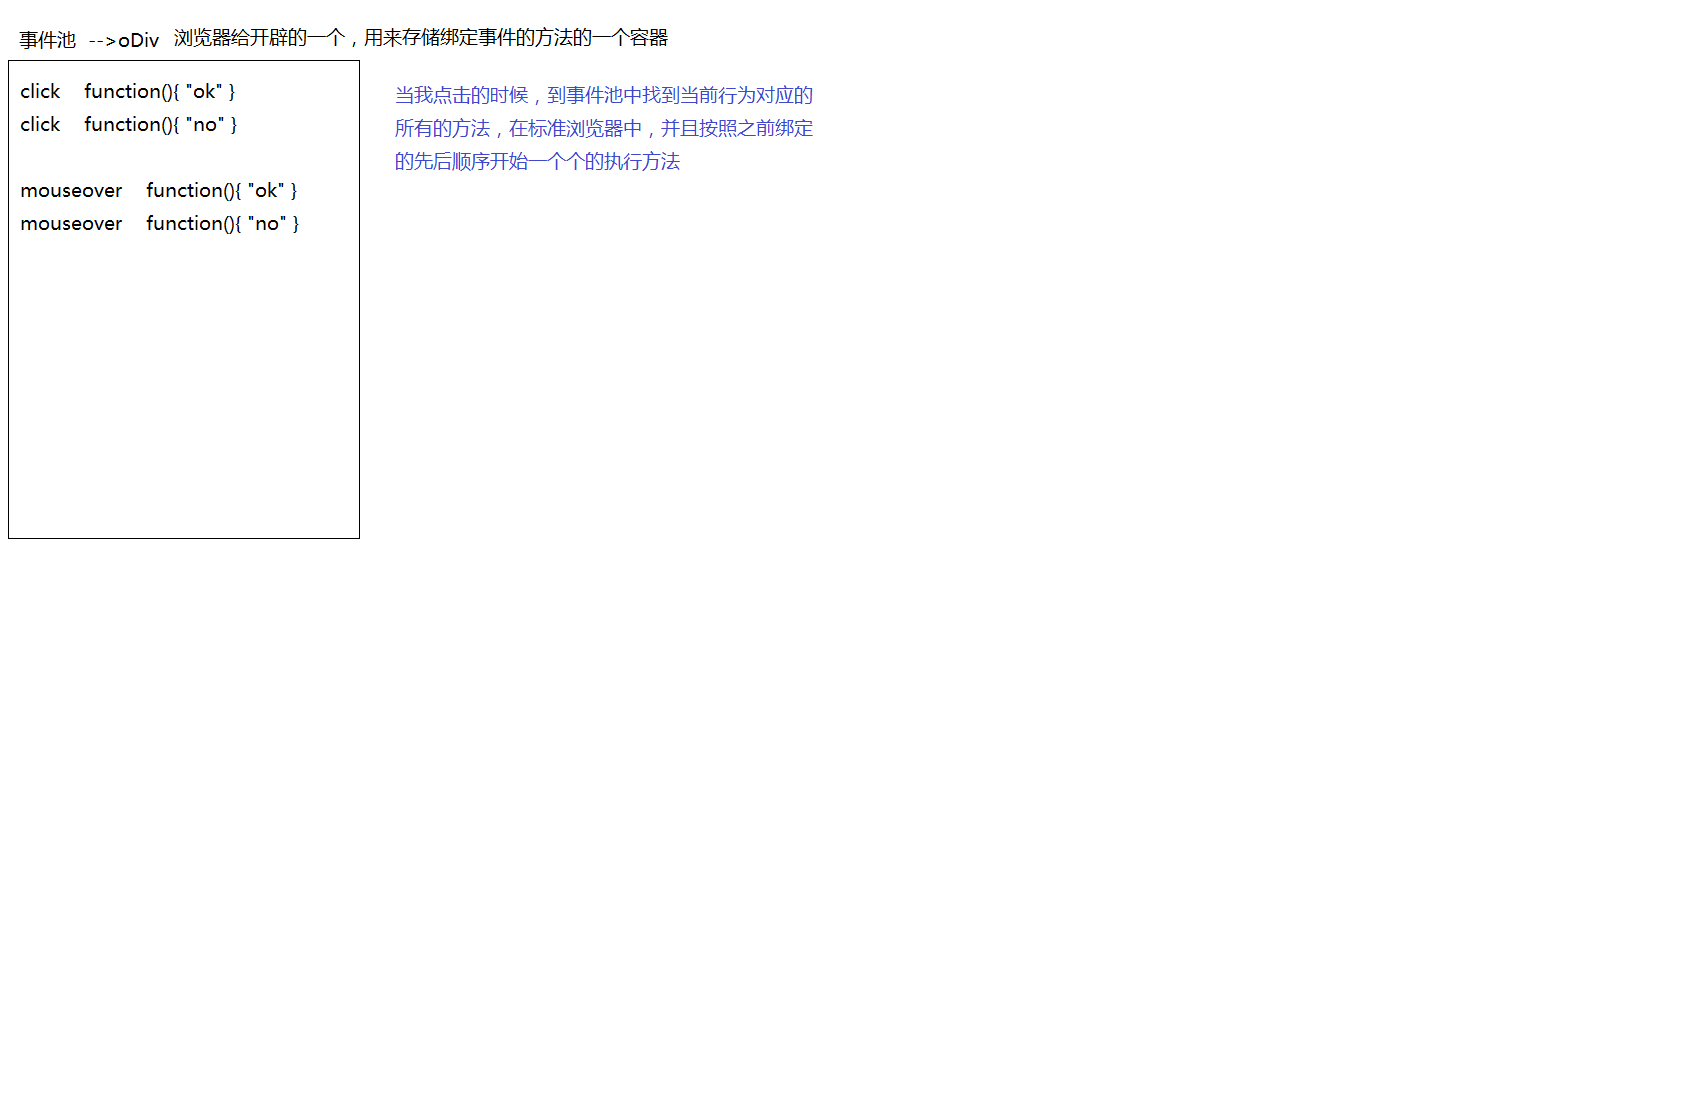 事件池 -->oDiv 浏览器给开辟的一个，用来存储绑定事件的方法的一个容器
click function(){ "ok" }
click function(){ "no" }
mouseover function(){ "ok" }
mouseover function(){ "no" }
当我点击的时候，到事件池中找到当前行为对应的
所有的方法，在标准浏览器中，并且按照之前绑定
的先后顺序开始一个个的执行方法